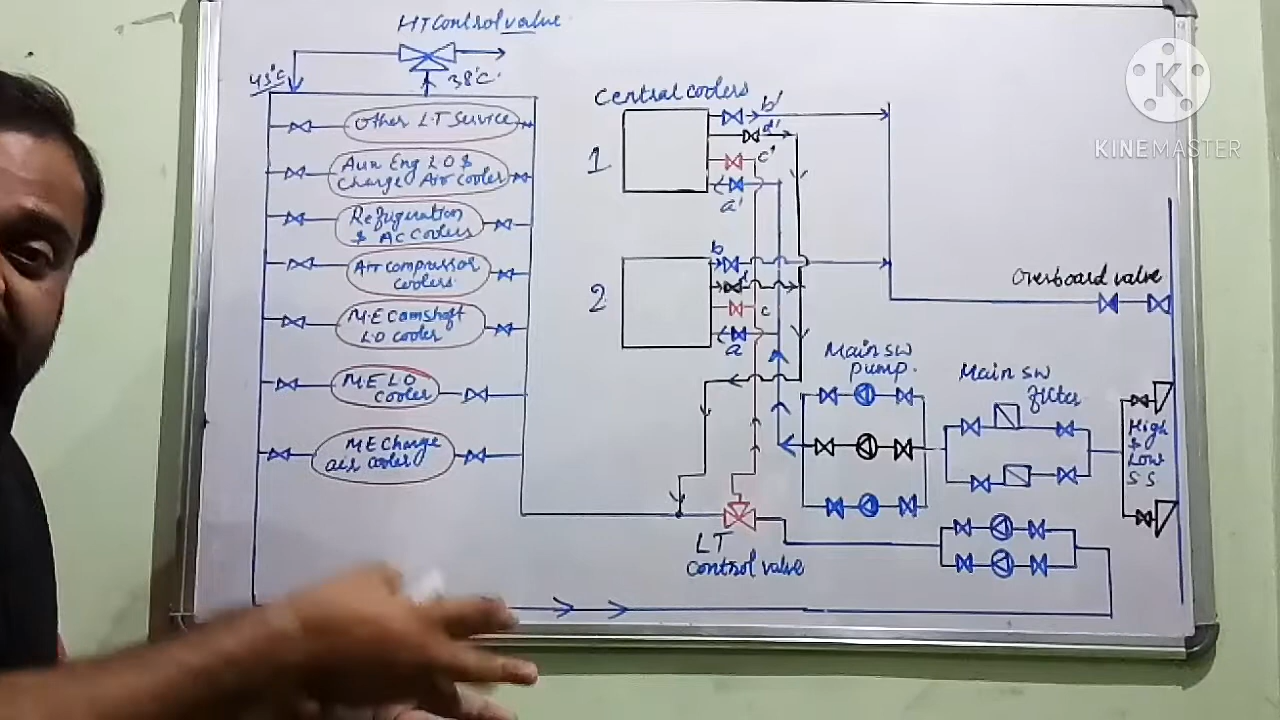 HT Control valve
45°C
38°C
Other L.T Service
Aux Eng L O &
Charge Air cooler
Refiguration
& AC Coolers
Air compressor
coolers
M.E Camshaft
L.O cooler
M E L O
cooler
M E Charge
air cooler
Central coolers
1
b'
d'
c'
a'
2
b
d
c
a
LT
control valve
Main SW
pump.
Main SW
filter
Overboard valve
High
&
Low
S S
K
KINEMASTER